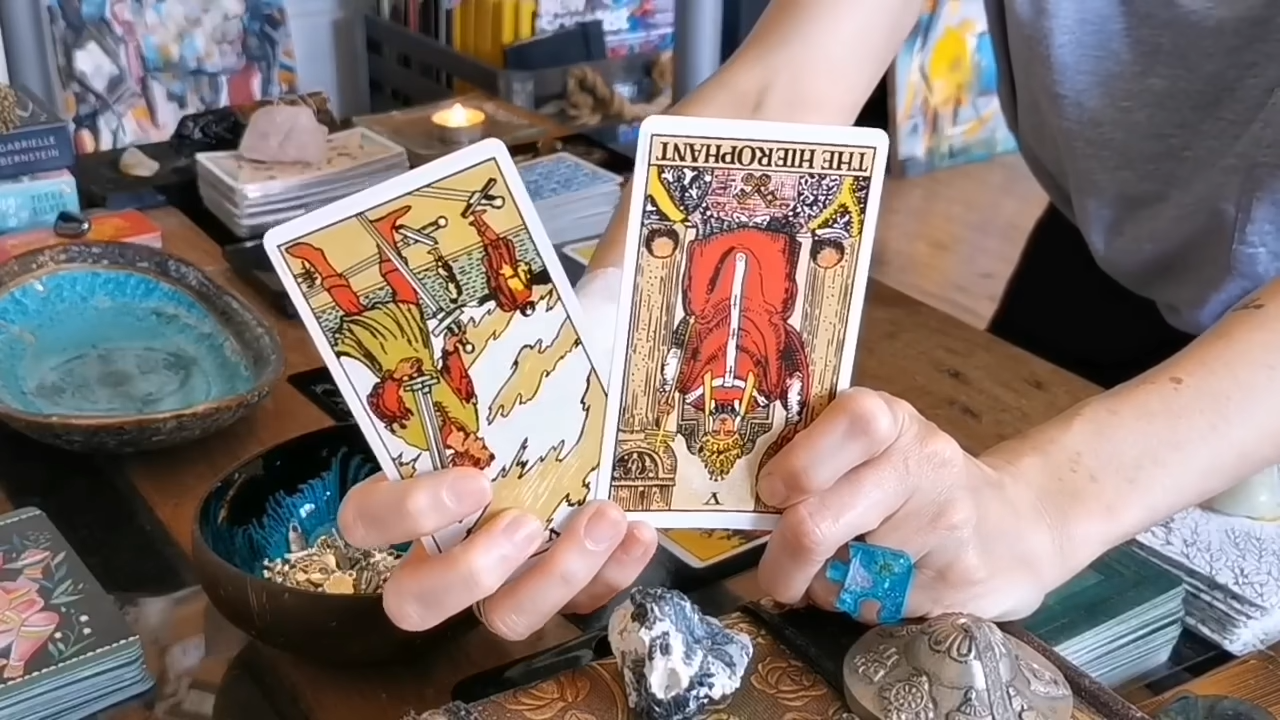 GABRIELLE
BERNSTEIN
THE HIEROPHANT
V
V